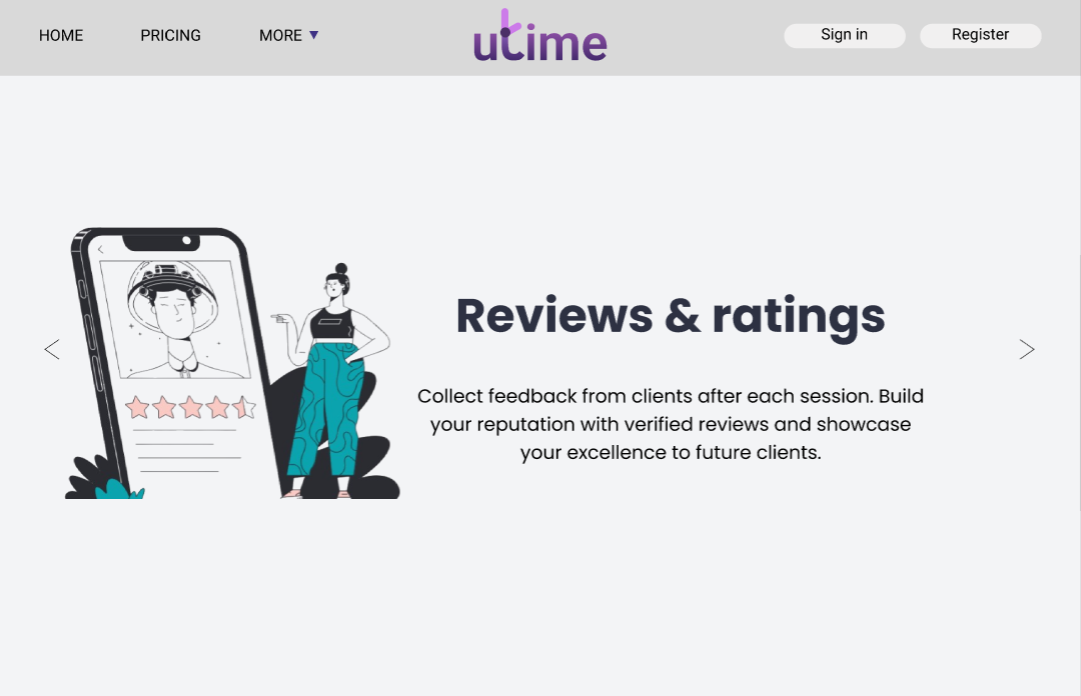 HOME
PRICING
MORE
utime
Sign in
Register
Reviews & ratings
Collect feedback from clients after each session. Build
your reputation with verified reviews and showcase
your excellence to future clients.